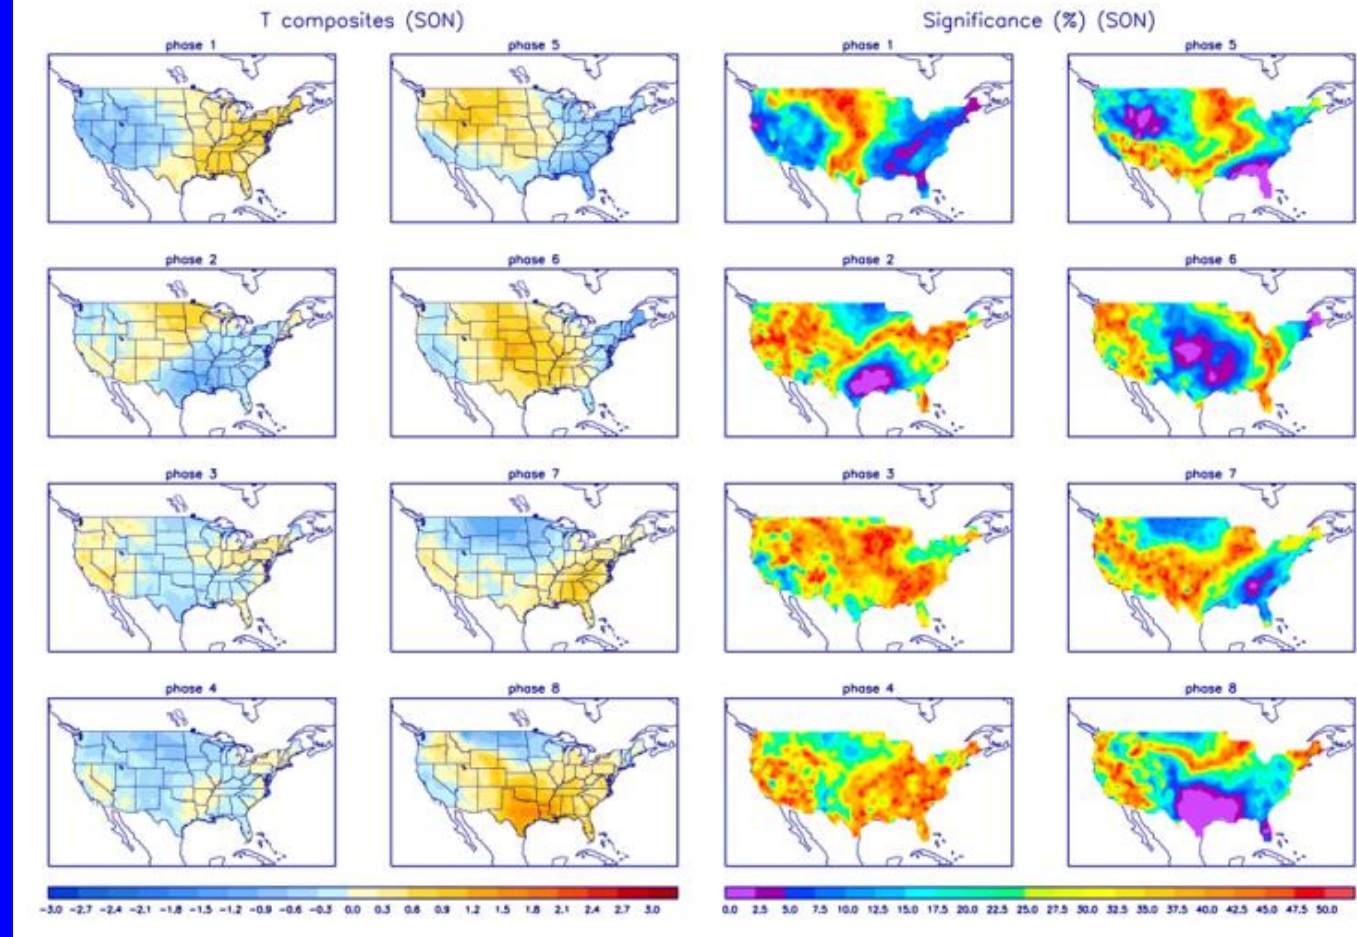 T composites (SON)
Significance (%) (SON)
phase 1
phase 5
phase 1
phase 5
phase 2
phase 6
phase 2
phase 6
phase 3
phase 7
phase 3
phase 7
phase 4
phase 8
phase 4
phase 8
-3.0 -2.7 -2.4 -2.1 -1.8 -1.5 -1.2 -0.9 -0.6 -0.3 0.0 0.3 0.6 0.9 1.2 1.5 1.8 2.1 2.4 2.7 3.0
0.0 2.5 5.0 7.5 10.0 12.5 15.0 17.5 20.0 22.5 25.0 27.5 30.0 32.5 35.0 37.5 40.0 42.5 45.0 47.5 50.0